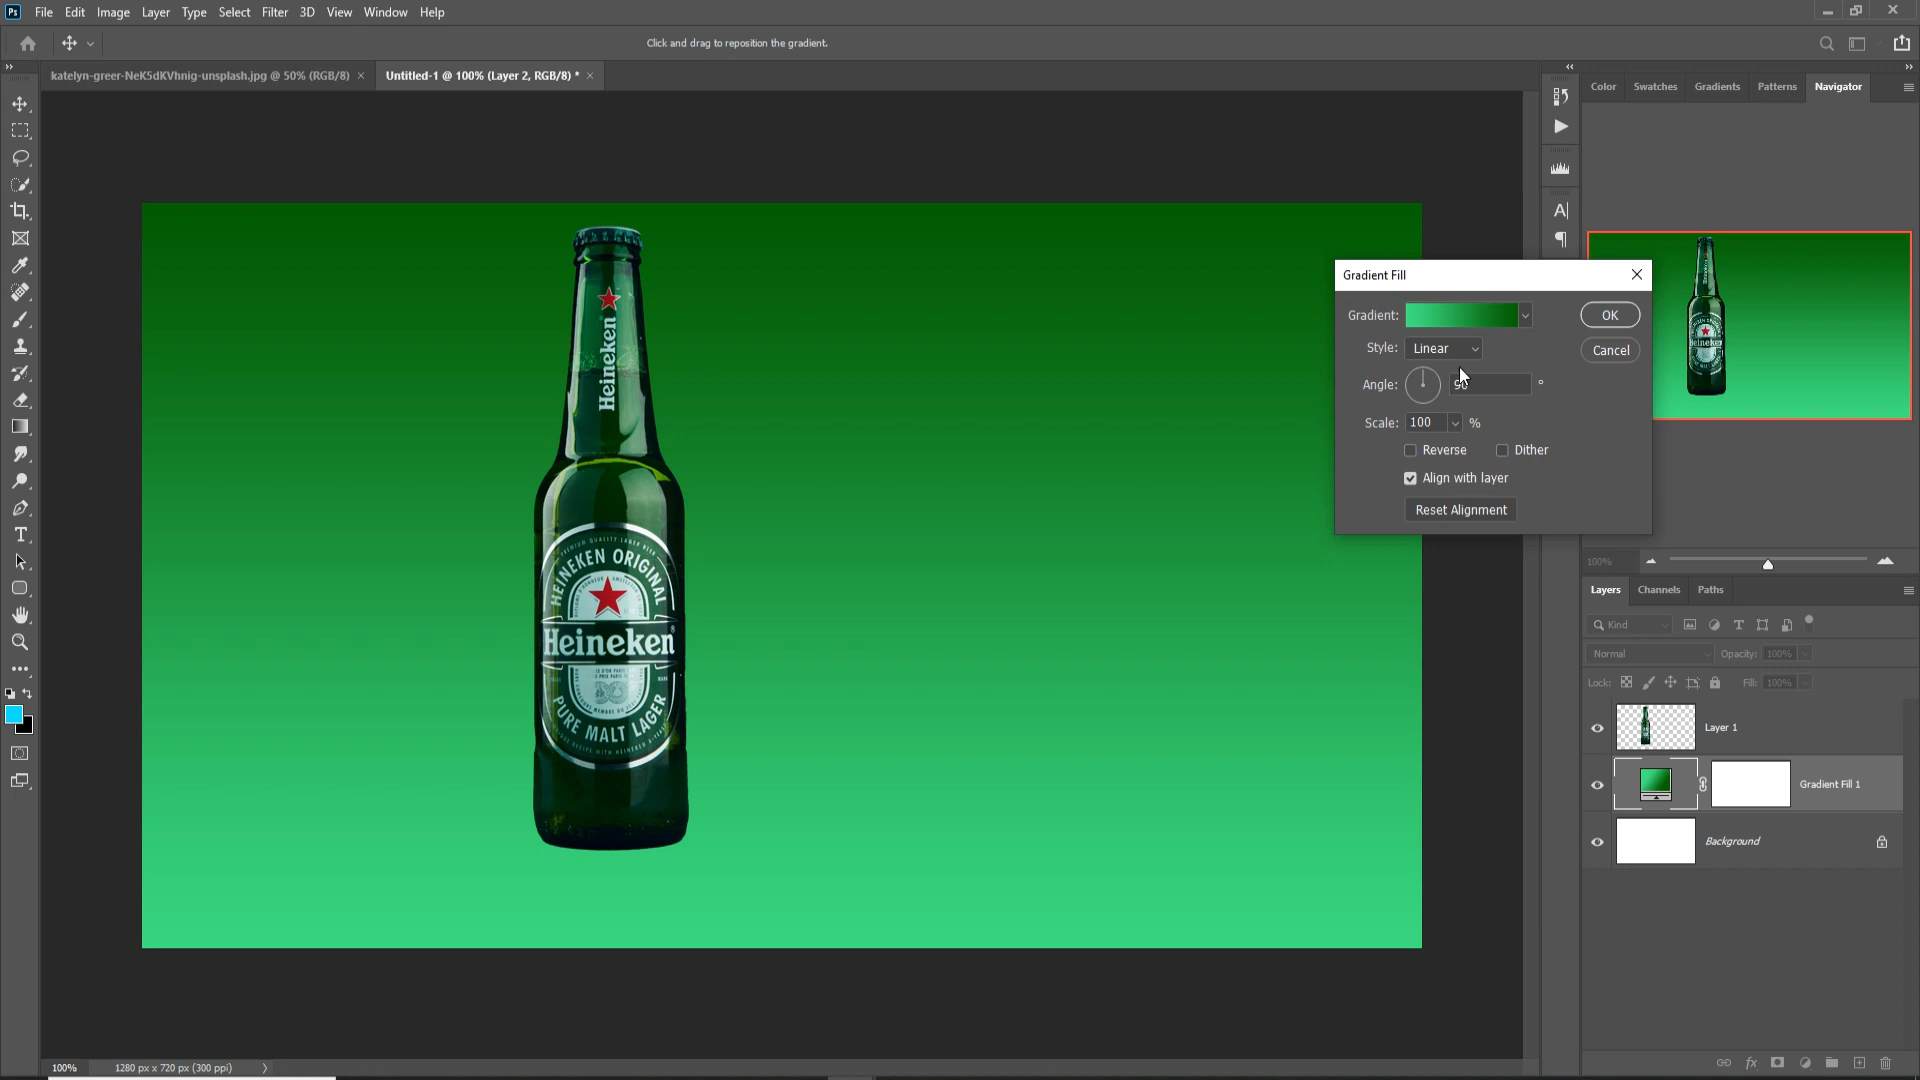 Ps File Edit Image Layer Type Select Filter 3D View Window Help
Click and drag to reposition the gradient.
katelyn-greer-NeK5dKVhnig-unsplash.jpg @ 50% (RGB/8) ×
Untitled-1 @ 100% (Layer 2, RGB/8) * ×
Color Swatches Gradients Patterns Navigator
Gradient Fill
Gradient:
OK
Style: Linear
Cancel
Angle: 90 °
Scale: 100 %
Reverse Dither
Align with layer
Reset Alignment
Heineken
PREMIUM QUALITY LAGER BEER
HEINEKEN ORIGINAL
Heineken®
PURE MALT LAGER
100%
Layers Channels Paths
Kind
Normal Opacity: 100%
Lock: Fill: 100%
Layer 1
Gradient Fill 1
Background
100% 1280 px x 720 px (300 ppi)